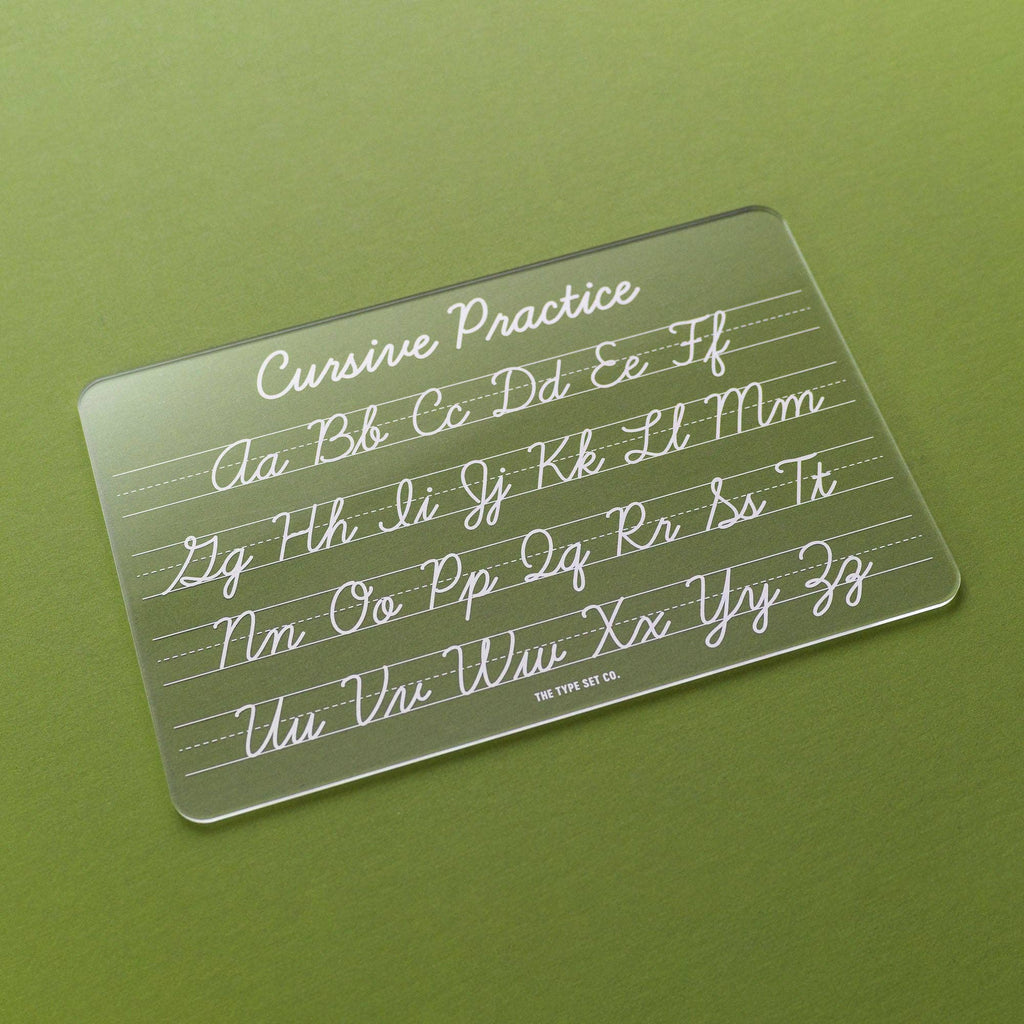 Cursive Practice
Aa Bb Cc Dd Ee Ff
Gg Hh Ii Jj Kk Ll Mm
Nn Oo Pp Qq Rr Ss Tt
Uu Vv Ww Xx Yy Zz
THE TYPE SET CO.